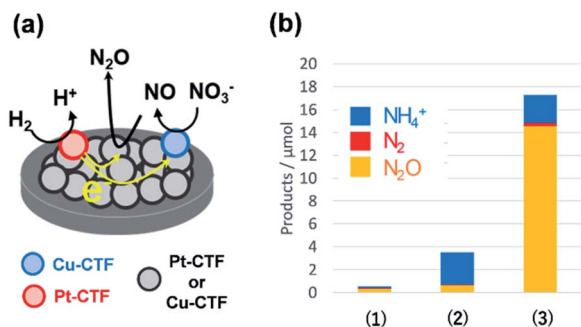 (a)
N₂O
H⁺
NO
NO₃⁻
H₂
e
Cu-CTF
Pt-CTF
Pt-CTF
or
Cu-CTF
(b)
Products / μmol
20
18
16
14
12
10
8
6
4
2
0
NH₄⁺
N₂
N₂O
(1)
(2)
(3)